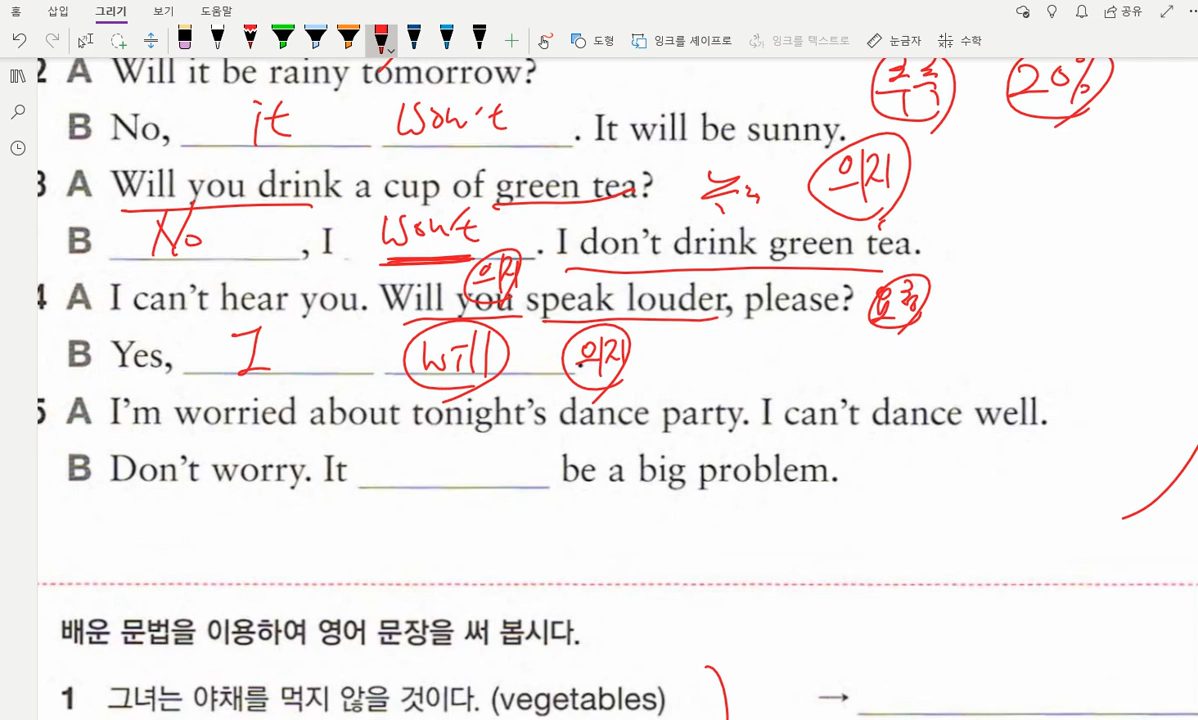 홈 삽입 그리기 보기 도움말 공유
도형 잉크를 셰이프로 잉크를 텍스트로 눈금자 수학
2 A Will it be rainy tomorrow? 20%
B No, it won't . It will be sunny.
3 A Will you drink a cup of green tea? 의지
B No , I won't . I don't drink green tea.
의지
4 A I can't hear you. Will you speak louder, please? 요청
B Yes, I will . 의지
5 A I'm worried about tonight's dance party. I can't dance well.
B Don't worry. It be a big problem.
배운 문법을 이용하여 영어 문장을 써 봅시다.
1 그녀는 야채를 먹지 않을 것이다. (vegetables) →